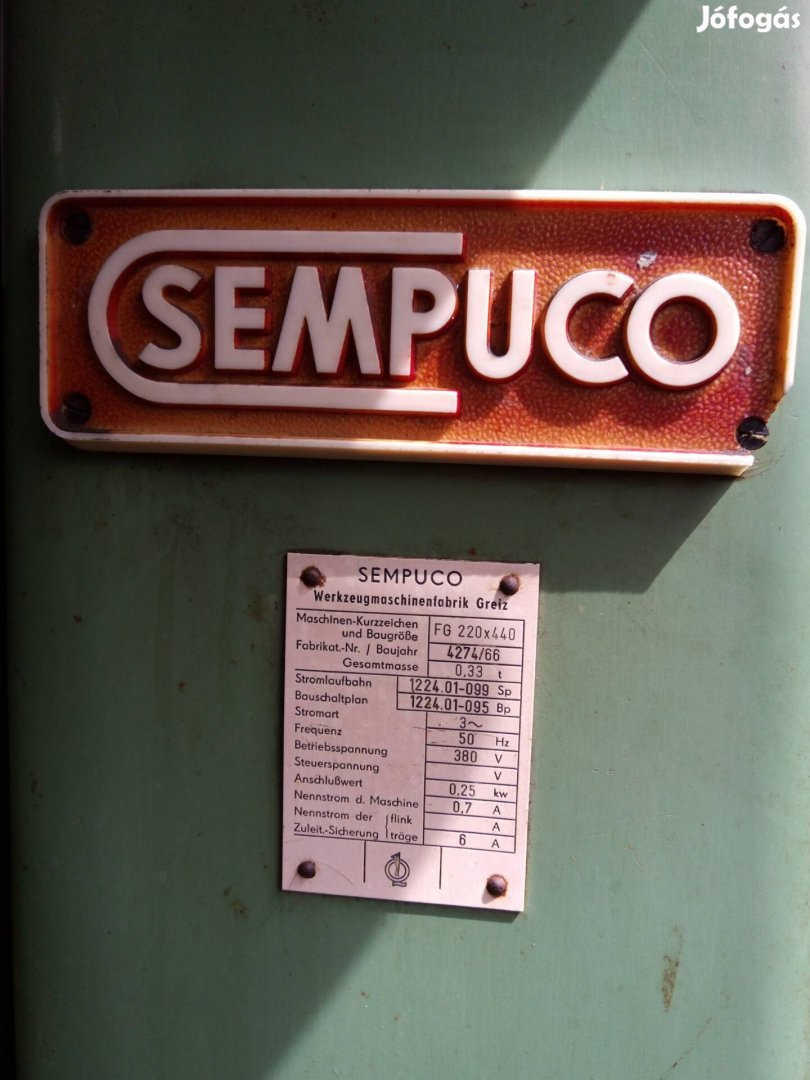 Jófogás
SEMPUCO
SEMPUCO
Werkzeugmaschinenfabrik Greiz
Maschinen-Kurzzeichen
und Baugröße FG 220x440
Fabrikat.-Nr. / Baujahr 4274/66
Gesamtmasse 0,33 t
Stromlaufbahn 1224.01-099 Sp
Bauschaltplan 1224.01-095 Bp
Stromart 3~
Frequenz 50 Hz
Betriebsspannung 380 V
Steuerspannung V
Anschlußwert 0,25 kw
Nennstrom d. Maschine 0,7 A
Nennstrom der flink A
Zuleit.-Sicherung träge 6 A